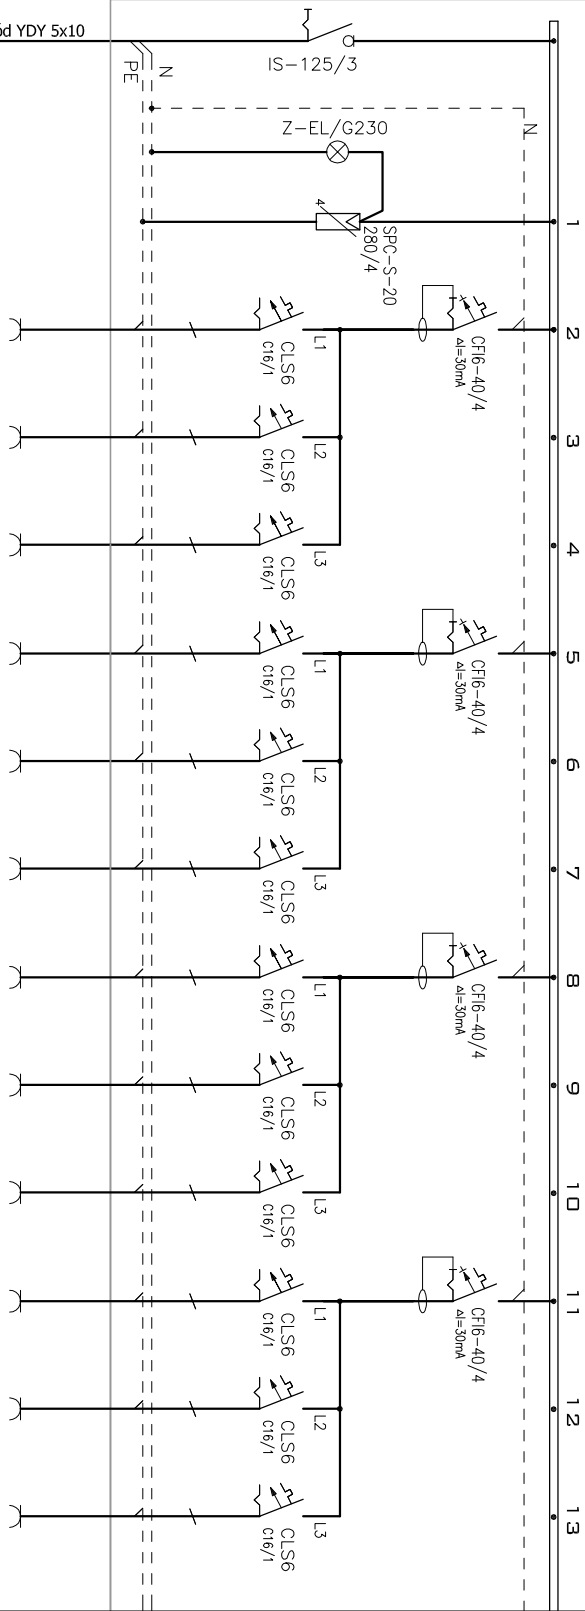 ód YDY 5x10
IS-125/3
PE
N
Z-EL/G230
N
4
SPC-S-20
280/4
1
CLS6
C16/1
L1
CFI6-40/4
ΔI=30mA
2
CLS6
C16/1
L2
3
CLS6
C16/1
L3
4
CLS6
C16/1
L1
CFI6-40/4
ΔI=30mA
5
CLS6
C16/1
L2
6
CLS6
C16/1
L3
7
CLS6
C16/1
L1
CFI6-40/4
ΔI=30mA
8
CLS6
C16/1
L2
9
CLS6
C16/1
L3
10
CLS6
C16/1
L1
CFI6-40/4
ΔI=30mA
11
CLS6
C16/1
L2
12
CLS6
C16/1
L3
13